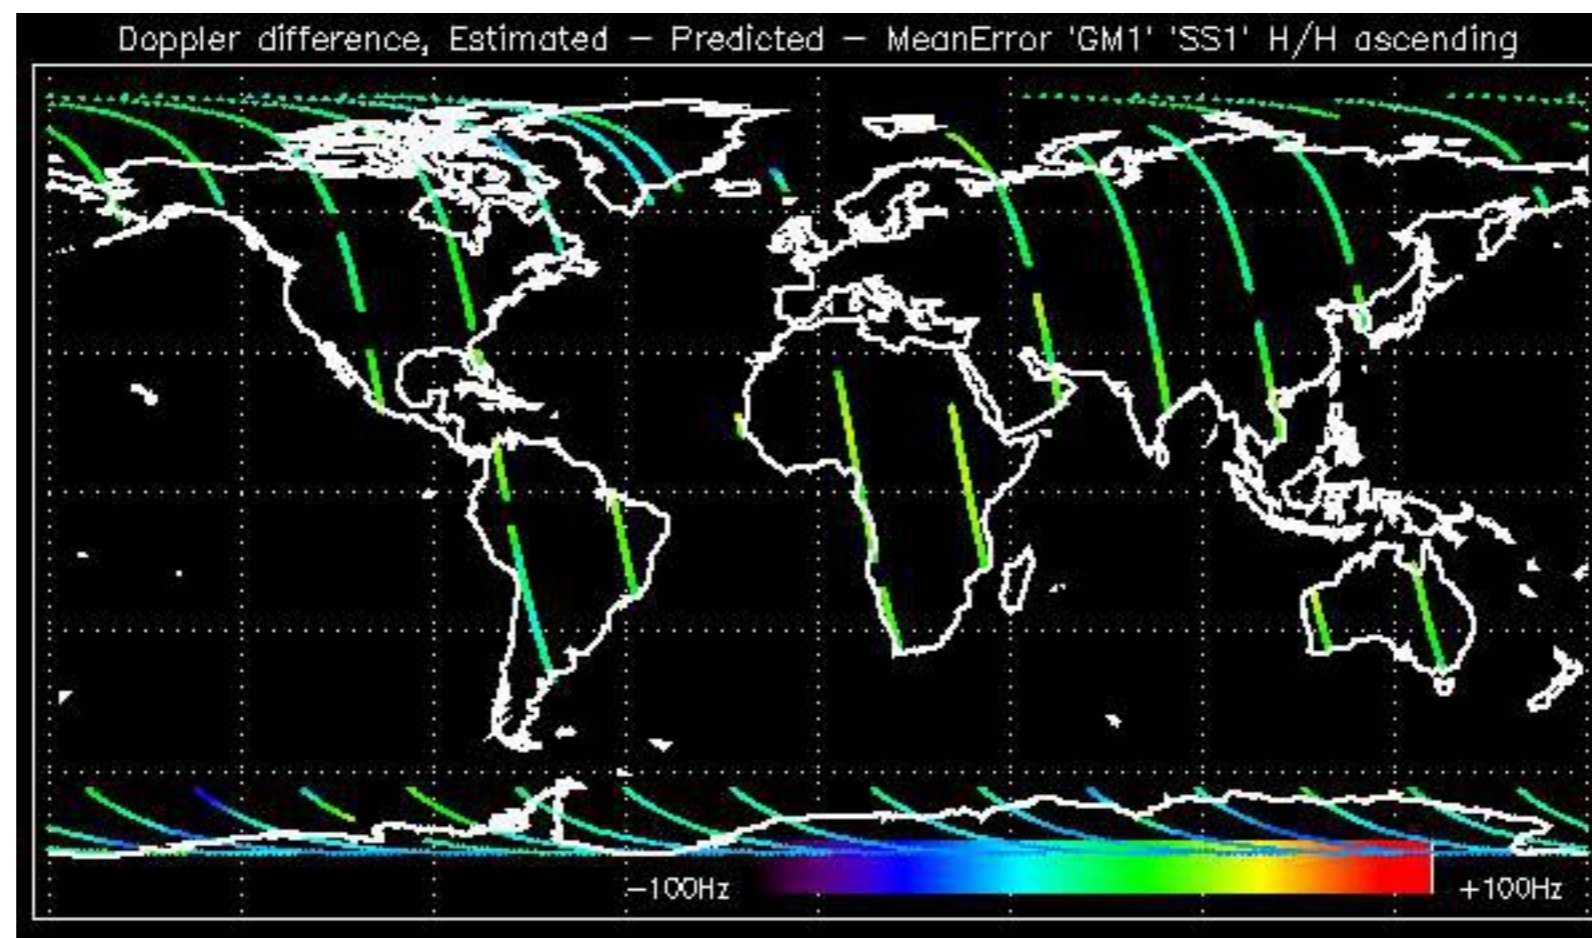 Doppler difference, Estimated – Predicted – MeanError 'GM1' 'SS1' H/H ascending
–100Hz
+100Hz